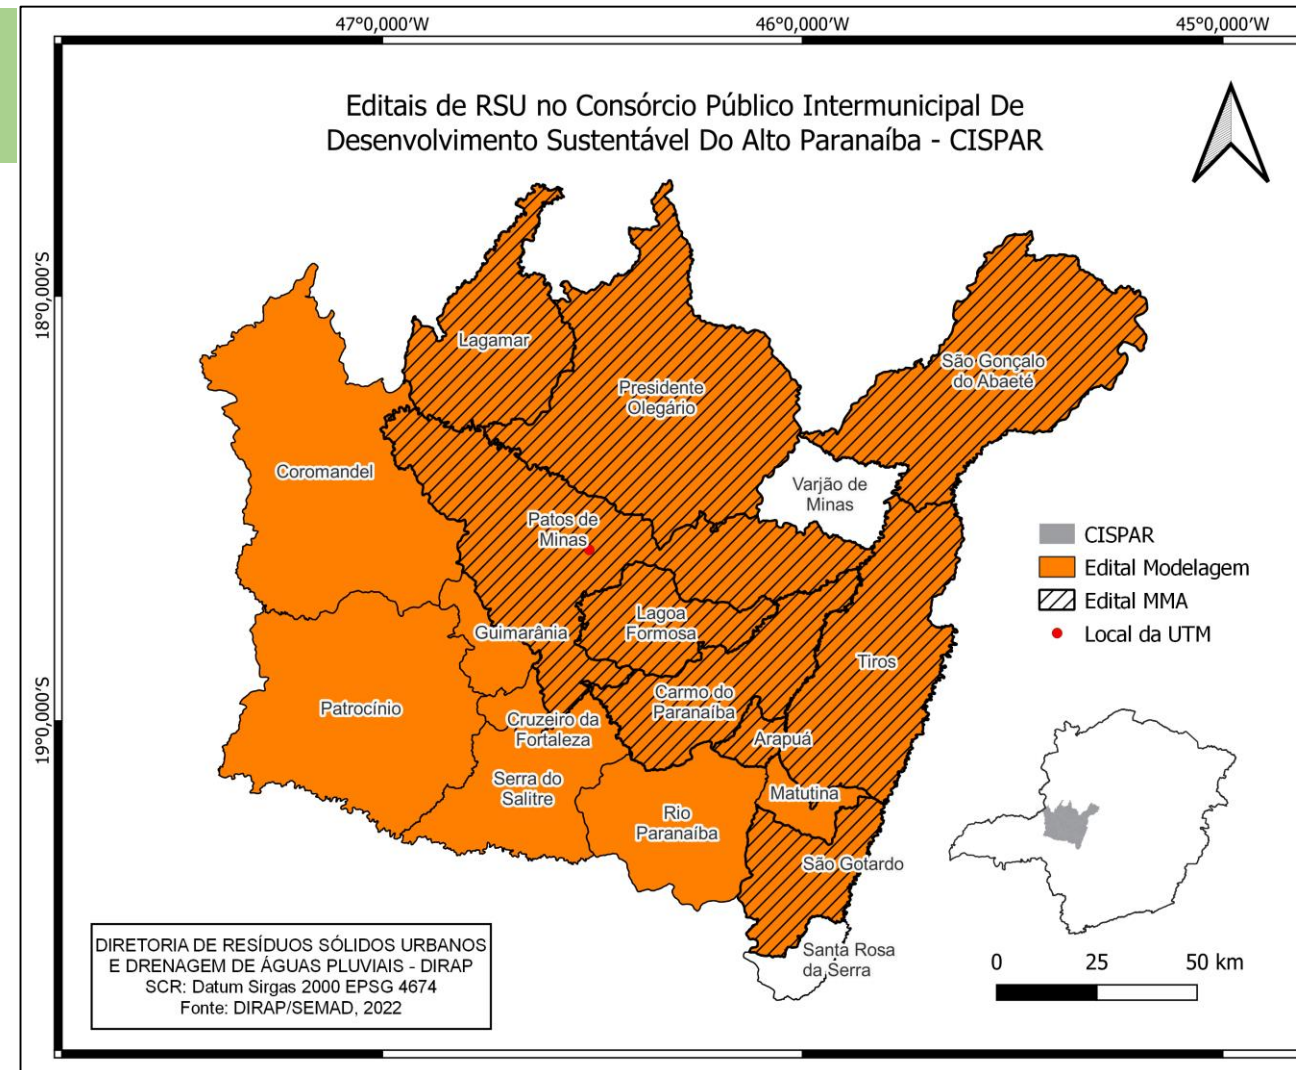 47°0,000′W
46°0,000′W
45°0,000′W
Editais de RSU no Consórcio Público Intermunicipal De
Desenvolvimento Sustentável Do Alto Paranaíba - CISPAR
18°0,000′S
19°0,000′S
Lagamar
Presidente
Olegário
São Gonçalo
do Abaeté
Coromandel
Varjão de
Minas
Patos de
Minas
Lagoa
Formosa
Guimarânia
Tiros
Patrocínio
Carmo do
Paranaíba
Cruzeiro da
Fortaleza
Arapuá
Serra do
Salitre
Matutina
Rio
Paranaíba
São Gotardo
Santa Rosa
da Serra
CISPAR
Edital Modelagem
Edital MMA
Local da UTM
DIRETORIA DE RESÍDUOS SÓLIDOS URBANOS
E DRENAGEM DE ÁGUAS PLUVIAIS - DIRAP
SCR: Datum Sirgas 2000 EPSG 4674
Fonte: DIRAP/SEMAD, 2022
0 25 50 km